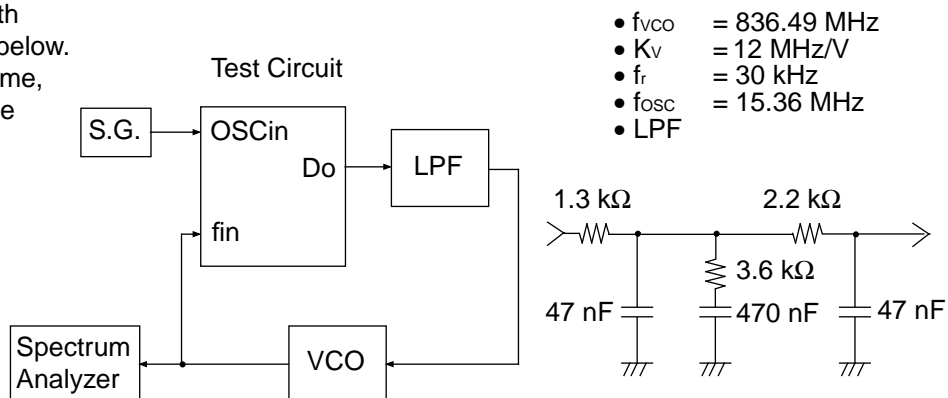 th
below.
me,
e
Test Circuit
S.G.
OSCin
Do
fin
LPF
VCO
Spectrum
Analyzer
• fVCO = 836.49 MHz
• KV = 12 MHz/V
• fr = 30 kHz
• fOSC = 15.36 MHz
• LPF
1.3 kΩ
2.2 kΩ
3.6 kΩ
47 nF
470 nF
47 nF